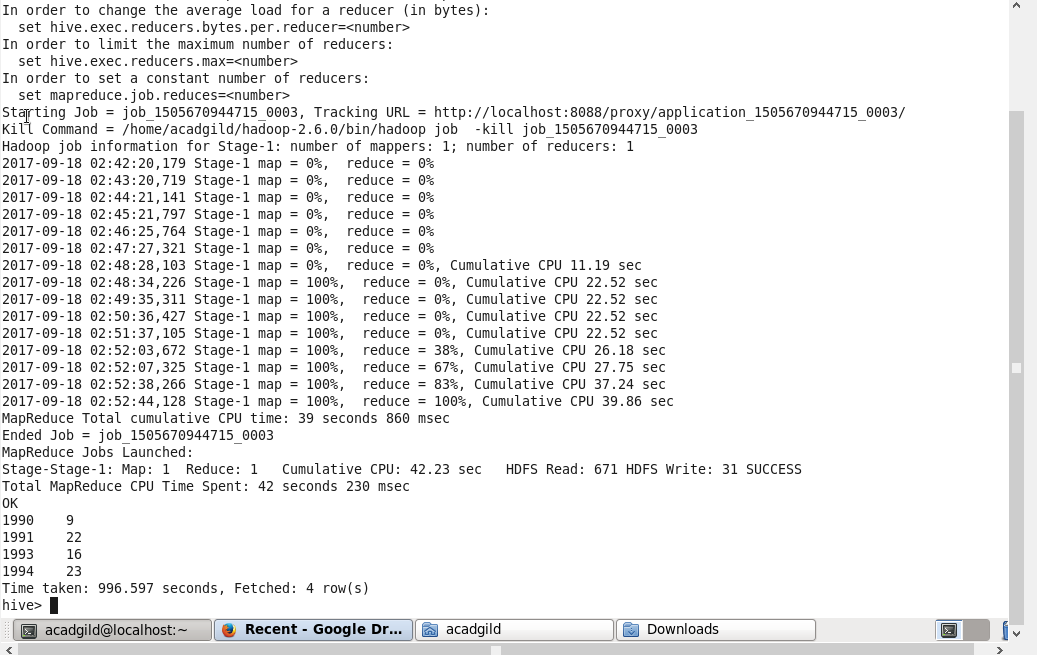 In order to change the average load for a reducer (in bytes):
  set hive.exec.reducers.bytes.per.reducer=<number>
In order to limit the maximum number of reducers:
  set hive.exec.reducers.max=<number>
In order to set a constant number of reducers:
  set mapreduce.job.reduces=<number>
Starting Job = job_1505670944715_0003, Tracking URL = http://localhost:8088/proxy/application_1505670944715_0003/
Kill Command = /home/acadgild/hadoop-2.6.0/bin/hadoop job  -kill job_1505670944715_0003
Hadoop job information for Stage-1: number of mappers: 1; number of reducers: 1
2017-09-18 02:42:20,179 Stage-1 map = 0%,  reduce = 0%
2017-09-18 02:43:20,719 Stage-1 map = 0%,  reduce = 0%
2017-09-18 02:44:21,141 Stage-1 map = 0%,  reduce = 0%
2017-09-18 02:45:21,797 Stage-1 map = 0%,  reduce = 0%
2017-09-18 02:46:25,764 Stage-1 map = 0%,  reduce = 0%
2017-09-18 02:47:27,321 Stage-1 map = 0%,  reduce = 0%
2017-09-18 02:48:28,103 Stage-1 map = 0%,  reduce = 0%, Cumulative CPU 11.19 sec
2017-09-18 02:48:34,226 Stage-1 map = 100%,  reduce = 0%, Cumulative CPU 22.52 sec
2017-09-18 02:49:35,311 Stage-1 map = 100%,  reduce = 0%, Cumulative CPU 22.52 sec
2017-09-18 02:50:36,427 Stage-1 map = 100%,  reduce = 0%, Cumulative CPU 22.52 sec
2017-09-18 02:51:37,105 Stage-1 map = 100%,  reduce = 0%, Cumulative CPU 22.52 sec
2017-09-18 02:52:03,672 Stage-1 map = 100%,  reduce = 38%, Cumulative CPU 26.18 sec
2017-09-18 02:52:07,325 Stage-1 map = 100%,  reduce = 67%, Cumulative CPU 27.75 sec
2017-09-18 02:52:38,266 Stage-1 map = 100%,  reduce = 83%, Cumulative CPU 37.24 sec
2017-09-18 02:52:44,128 Stage-1 map = 100%,  reduce = 100%, Cumulative CPU 39.86 sec
MapReduce Total cumulative CPU time: 39 seconds 860 msec
Ended Job = job_1505670944715_0003
MapReduce Jobs Launched:
Stage-Stage-1: Map: 1  Reduce: 1   Cumulative CPU: 42.23 sec   HDFS Read: 671 HDFS Write: 31 SUCCESS
Total MapReduce CPU Time Spent: 42 seconds 230 msec
OK
1990    9
1991    22
1993    16
1994    23
Time taken: 996.597 seconds, Fetched: 4 row(s)
hive>
acadgild@localhost:~ Recent - Google Dr... acadgild Downloads